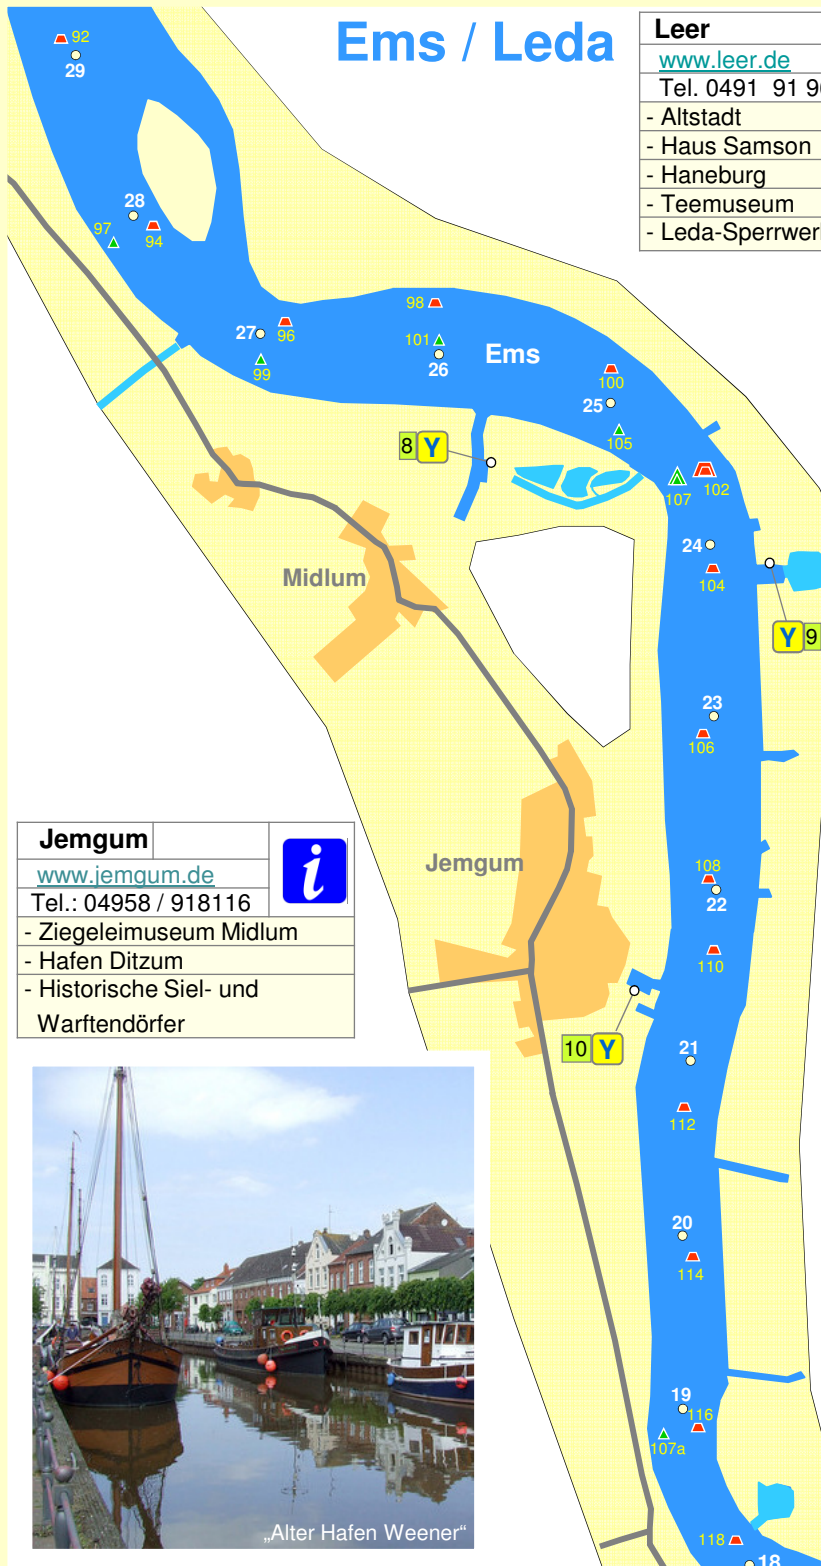 Ems / Leda
Leer
www.leer.de
Tel. 0491 91
- Altstadt
- Haus Samson
- Haneburg
- Teemuseum
- Leda-Sperrwer
92
29
28
97
94
27
96
99
98
101
26
Ems
100
25
105
8 Y
102
107
24
104
Midlum
Y 9
23
106
Jemgum
www.jemgum.de
Tel.: 04958 / 918116
i
- Ziegeleimuseum Midlum
- Hafen Ditzum
- Historische Siel- und
Warftendörfer
Jemgum
108
22
110
10 Y
21
112
20
114
19
116
107a
118
18
„Alter Hafen Weener“